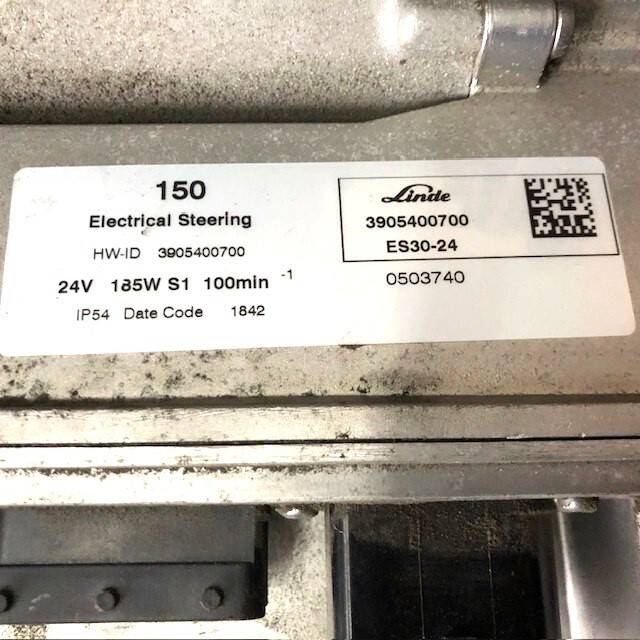 150
Electrical Steering
HW-ID 3905400700
24V 185W S1 100min -1
IP54 Date Code 1842
Linde
3905400700
ES30-24
0503740